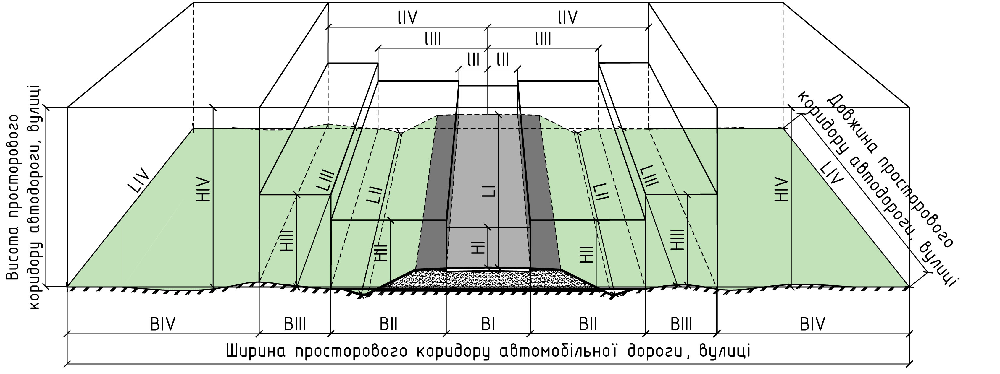 lIV
lIV
lIII
lIII
lII
lII
Висота просторового
коридору автодороги, вулиці
Довжина просторового
коридору автодороги, вулиці
LIV
HIV
LIII
LII
LI
LII
LIII
HIV
LIV
HIII
HII
HI
HII
HIII
BIV
BIII
BII
BI
BII
BIII
BIV
Ширина просторового коридору автомобільної дороги, вулиці